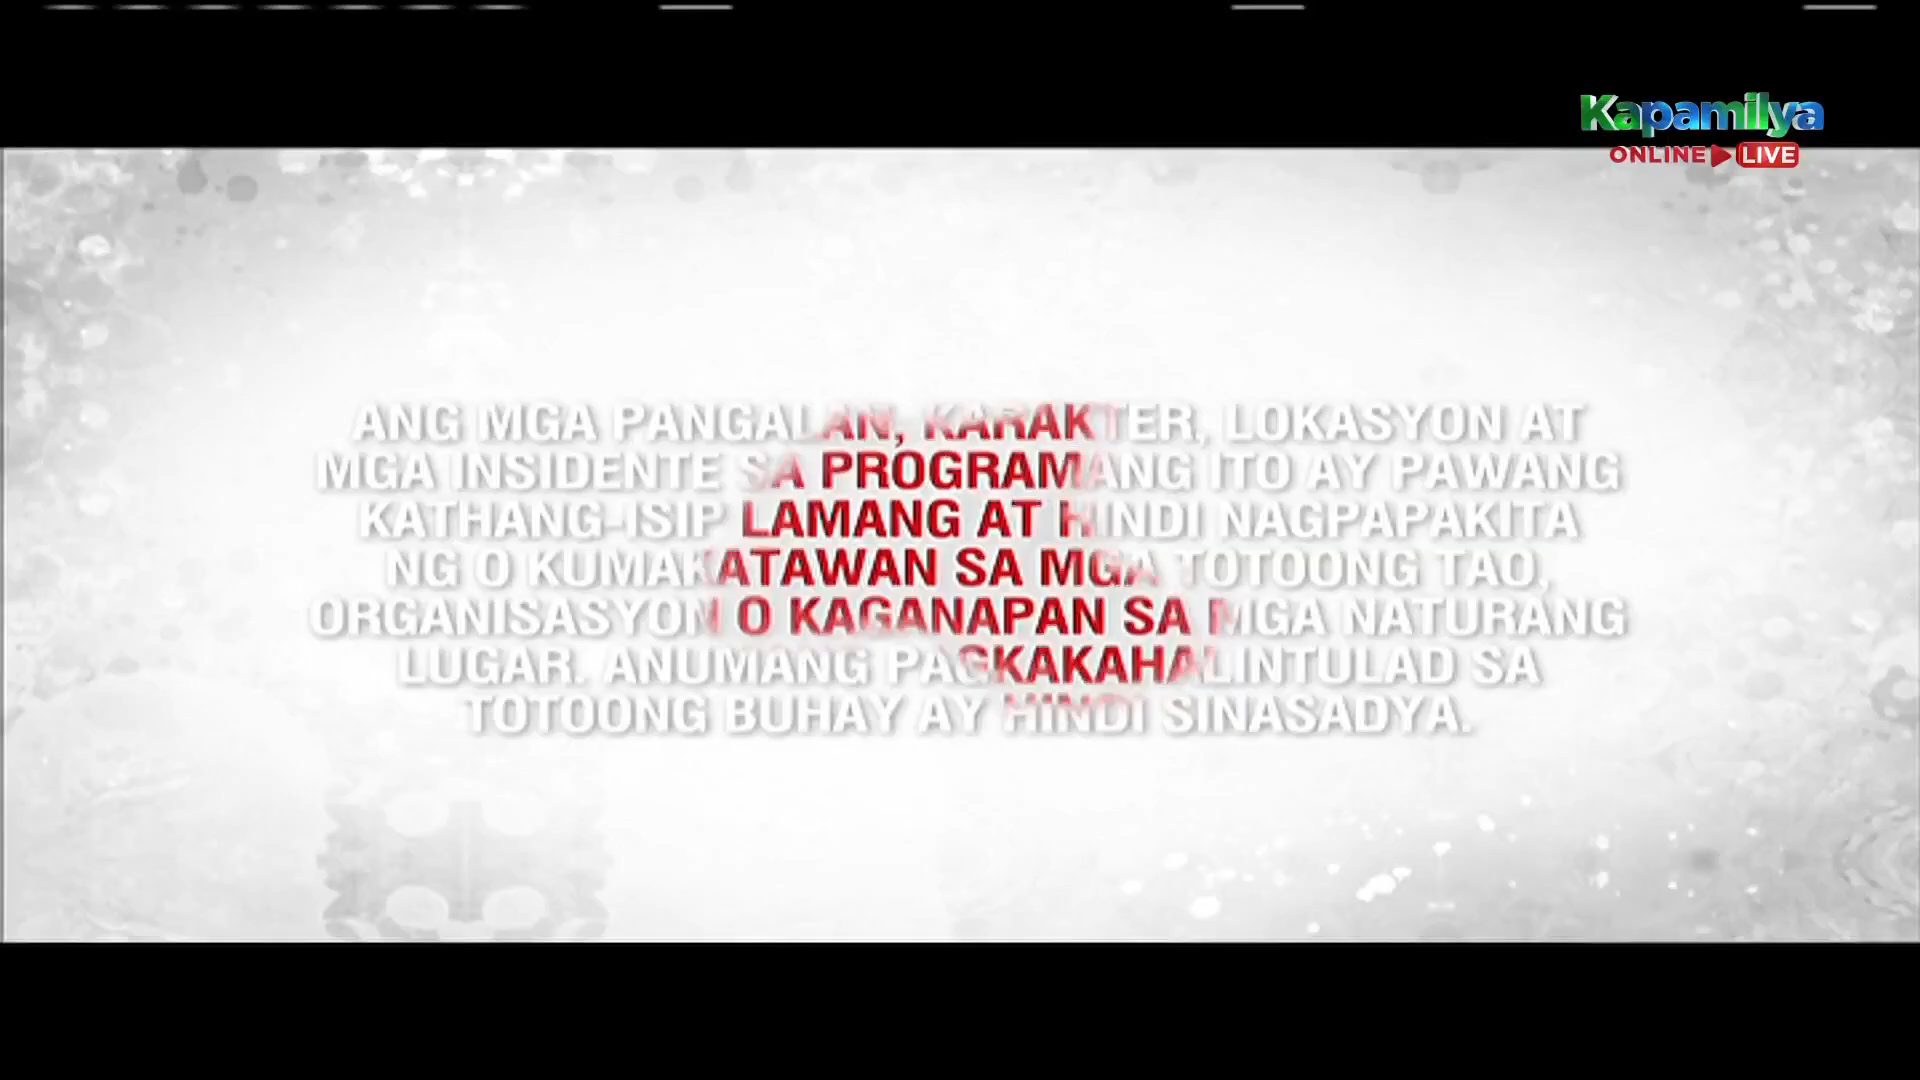 Kapamilya
ONLINE LIVE
ANG MGA PANGALAN, KARAKTER, LOKASYON AT
MGA INSIDENTE SA PROGRAMANG ITO AY PAWANG
KATHANG-ISIP LAMANG AT HINDI NAGPAPAKITA
NG O KUMAKATAWAN SA MGA TOTOONG TAO,
ORGANISASYON O KAGANAPAN SA MGA NATURANG
LUGAR. ANUMANG PAGKAKAHALINTULAD SA
TOTOONG BUHAY AY HINDI SINASADYA.